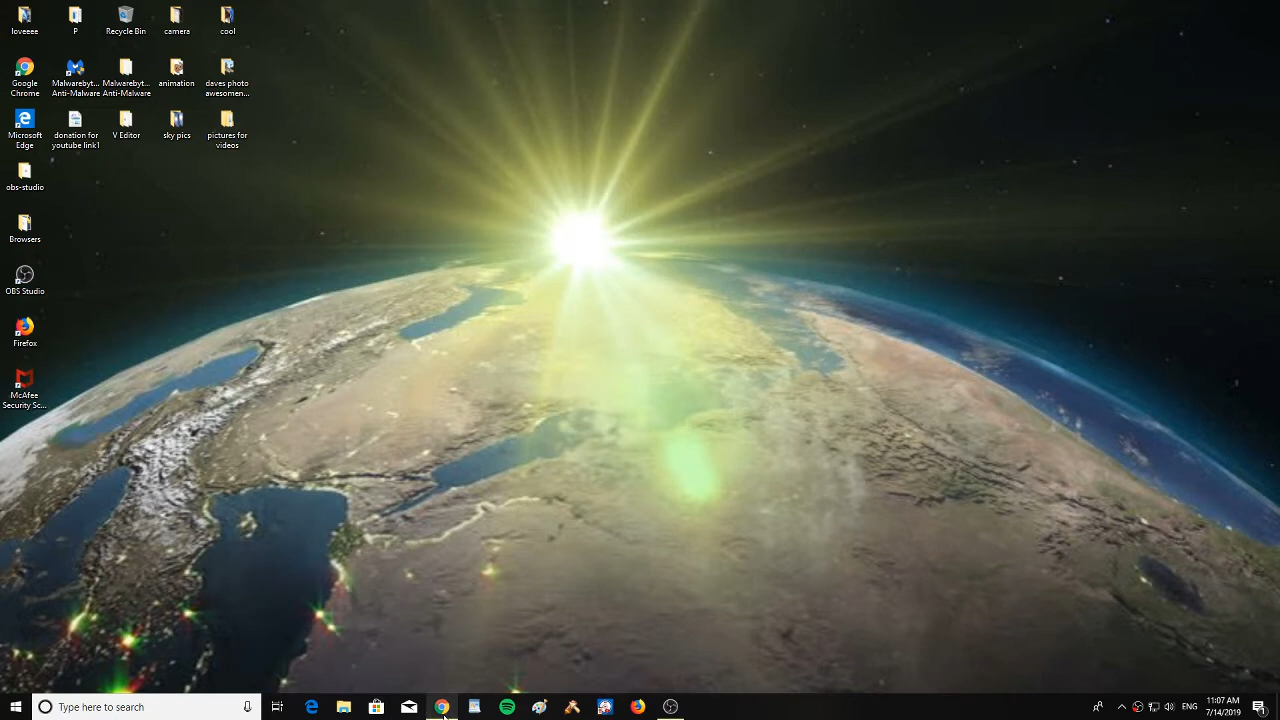 loveeee
P
Recycle Bin
camera
cool
Google
Chrome
Malwarebyt...
Anti-Malware
Malwarebyt...
Anti-Malware
animation
daves photo
awesomen...
Microsoft
Edge
donation for
youtube link1
V Editor
sky pics
pictures for
videos
obs-studio
Browsers
OBS Studio
Firefox
McAfee
Security Sc...
Type here to search
ENG
11:07 AM
7/14/2019